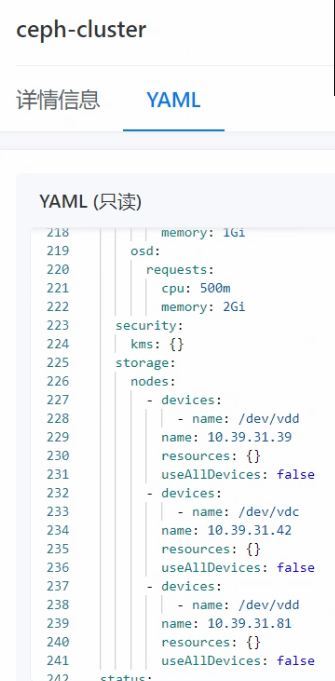 ceph-cluster
详情信息 YAML
YAML (只读)
218 memory: 1Gi
219 osd:
220 requests:
221 cpu: 500m
222 memory: 2Gi
223 security:
224 kms: {}
225 storage:
226 nodes:
227 - devices:
228 - name: /dev/vdd
229 name: 10.39.31.39
230 resources: {}
231 useAllDevices: false
232 - devices:
233 - name: /dev/vdc
234 name: 10.39.31.42
235 resources: {}
236 useAllDevices: false
237 - devices:
238 - name: /dev/vdd
239 name: 10.39.31.81
240 resources: {}
241 useAllDevices: false
242 status: